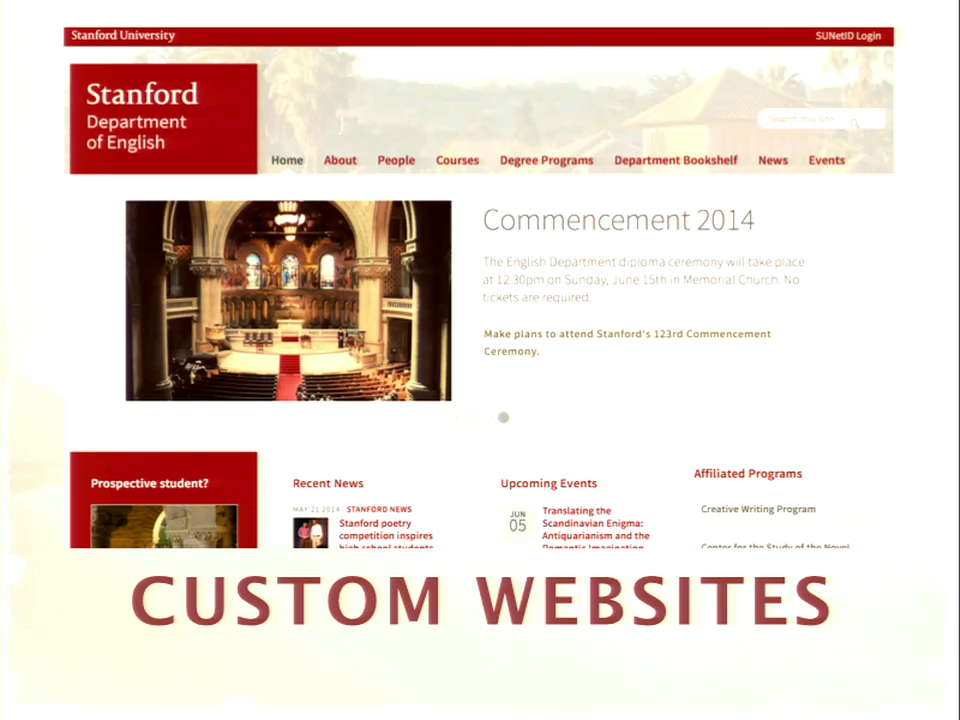 Stanford University
SUNetID Login
Stanford
Department
of English
Search this site
Home About People Courses Degree Programs Department Bookshelf News Events
Commencement 2014
The English Department diploma ceremony will take place
at 12.30pm on Sunday, June 15th in Memorial Church. No
tickets are required.
Make plans to attend Stanford's 123rd Commencement
Ceremony.
Prospective student?
Recent News
MAY 21 2014 STANFORD NEWS
Stanford poetry
competition inspires
high school students
Upcoming Events
JUN
05
Translating the
Scandinavian Enigma:
Antiquarianism and the
Romantic Imagination
Affiliated Programs
Creative Writing Program
Center for the Study of the Novel
CUSTOM WEBSITES